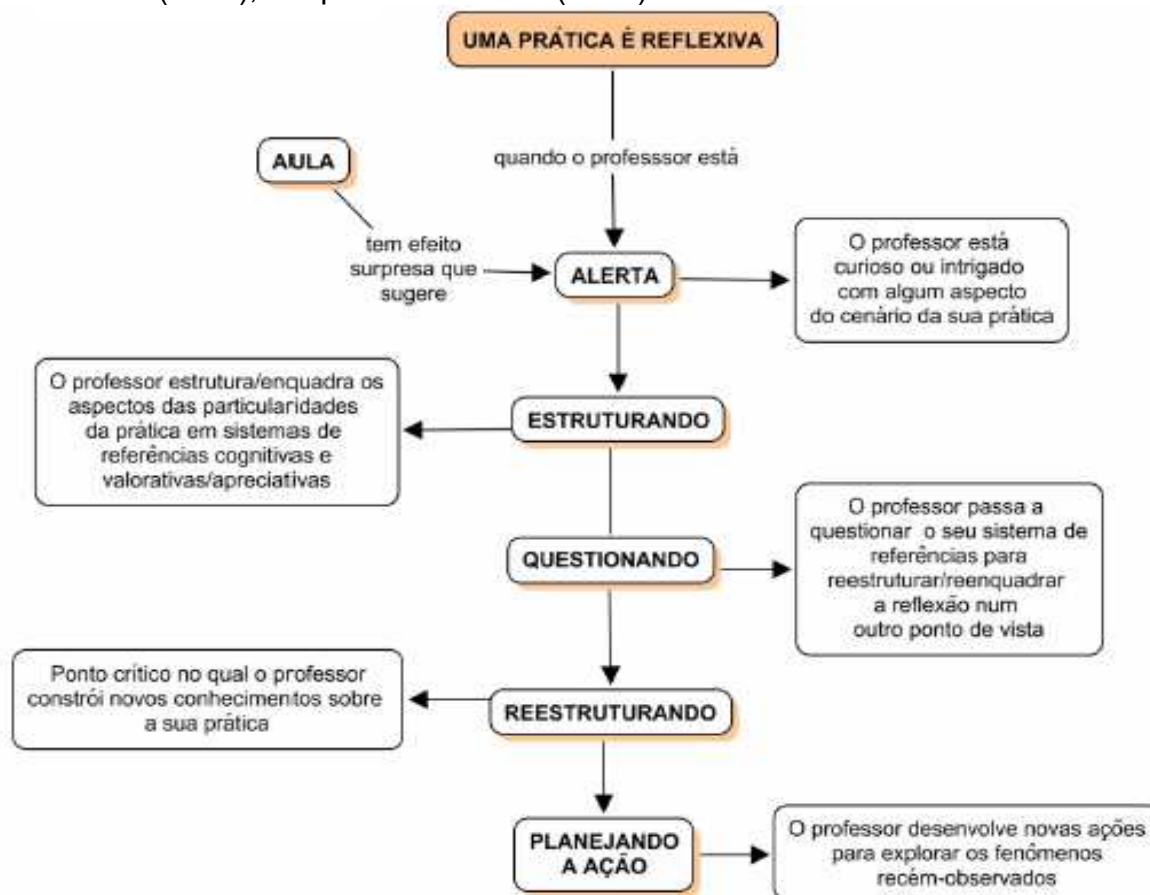 UMA PRÁTICA É REFLEXIVA
quando o professsor está
AULA
tem efeito
surpresa que
sugere
ALERTA
O professor está
curioso ou intrigado
com algum aspecto
do cenário da sua prática
O professor estrutura/enquadra os
aspectos das particularidades
da prática em sistemas de
referências cognitivas e
valorativas/apreciativas
ESTRUTURANDO
QUESTIONANDO
O professor passa a
questionar o seu sistema de
referências para
reestruturar/reenquadrar
a reflexão num
outro ponto de vista
Ponto crítico no qual o professor
constrói novos conhecimentos sobre
a sua prática
REESTRUTURANDO
PLANEJANDO
A AÇÃO
O professor desenvolve novas ações
para explorar os fenômenos
recém-observados